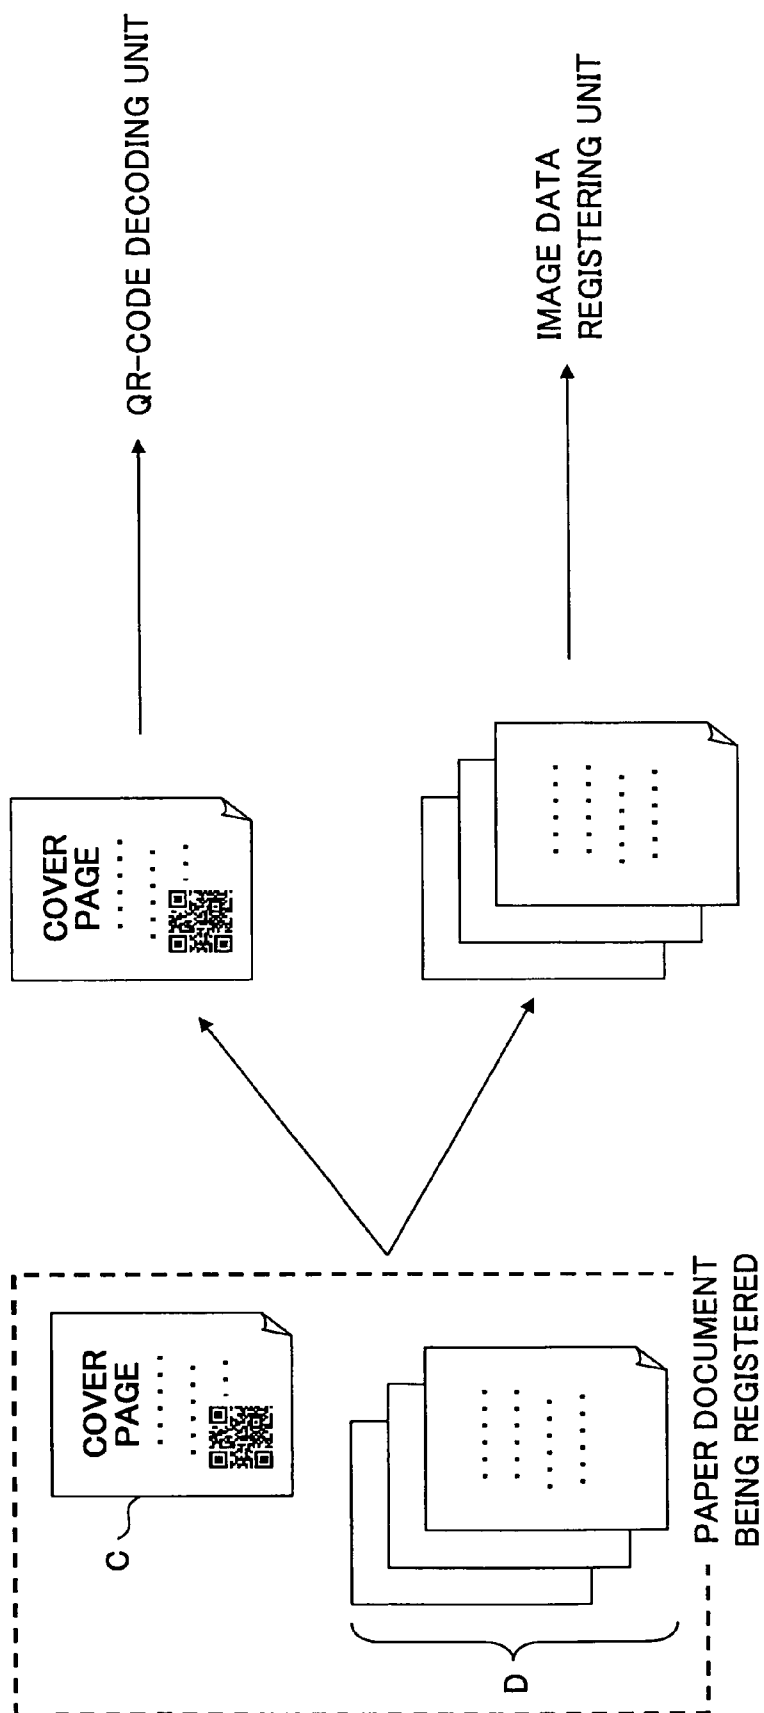 C
COVER
PAGE
D
PAPER DOCUMENT
BEING REGISTERED
COVER
PAGE
QR-CODE DECODING UNIT
IMAGE DATA
REGISTERING UNIT